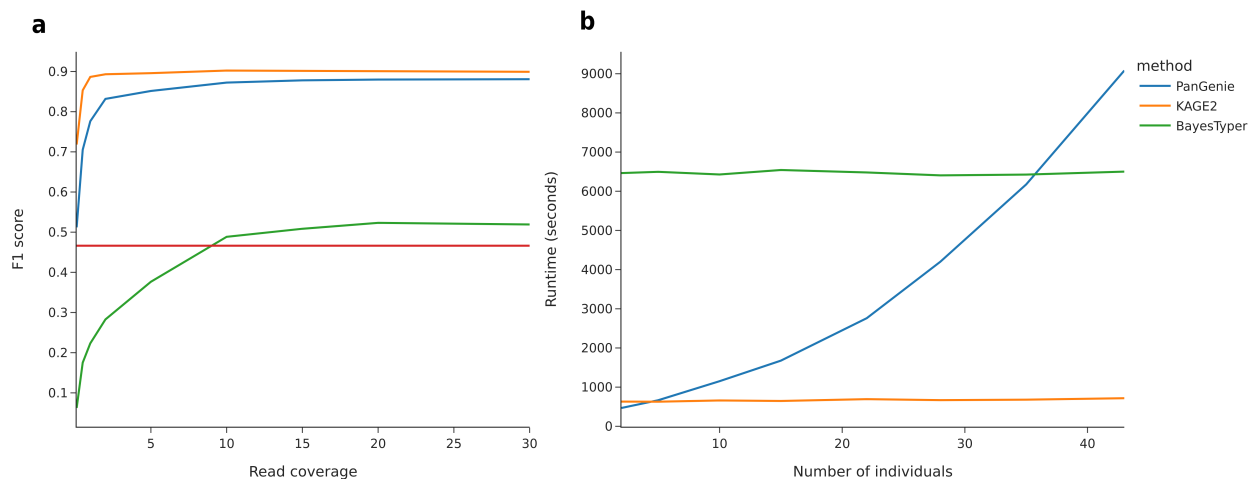 a
F1 score
0.9
0.8
0.7
0.6
0.5
0.4
0.3
0.2
0.1
5 10 15 20 25 30
Read coverage
b
Runtime (seconds)
9000
8000
7000
6000
5000
4000
3000
2000
1000
0
10 20 30 40
Number of individuals
method
PanGenie
KAGE2
BayesTyper